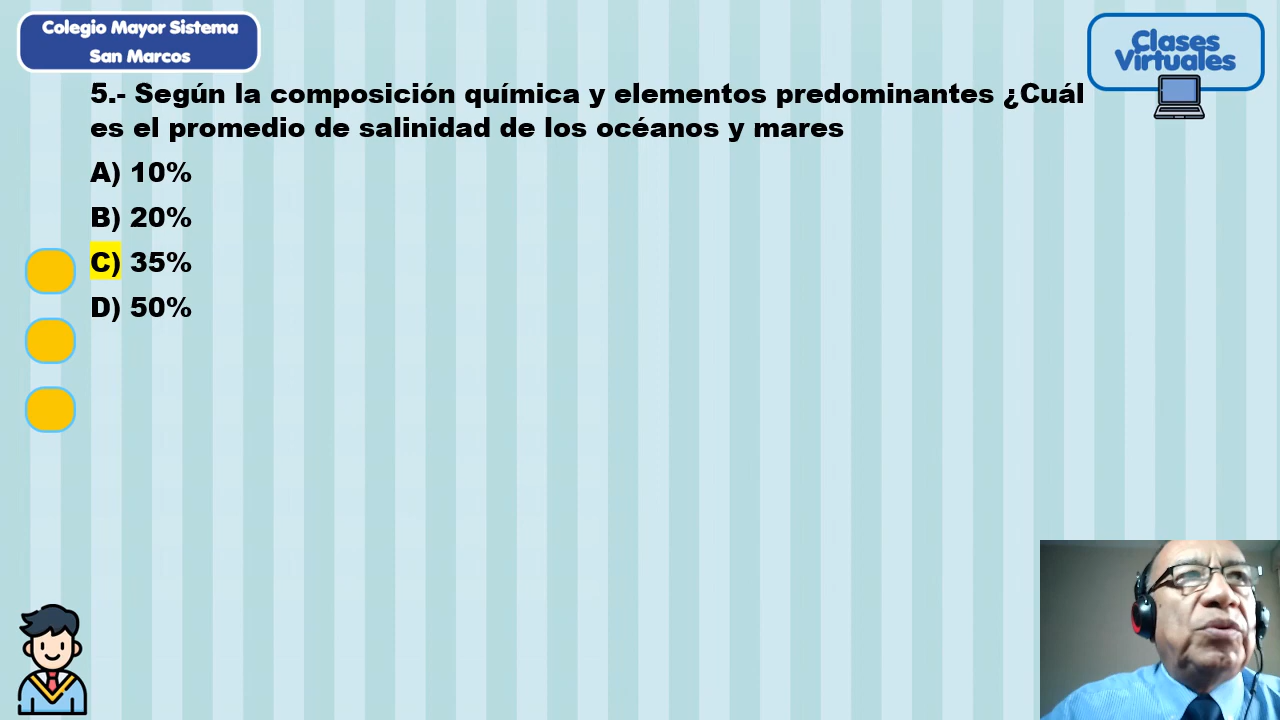 Colegio Mayor Sistema
San Marcos
Clases
Virtuales
5.- Según la composición química y elementos predominantes ¿Cuál
es el promedio de salinidad de los océanos y mares
A) 10%
B) 20%
C) 35%
D) 50%